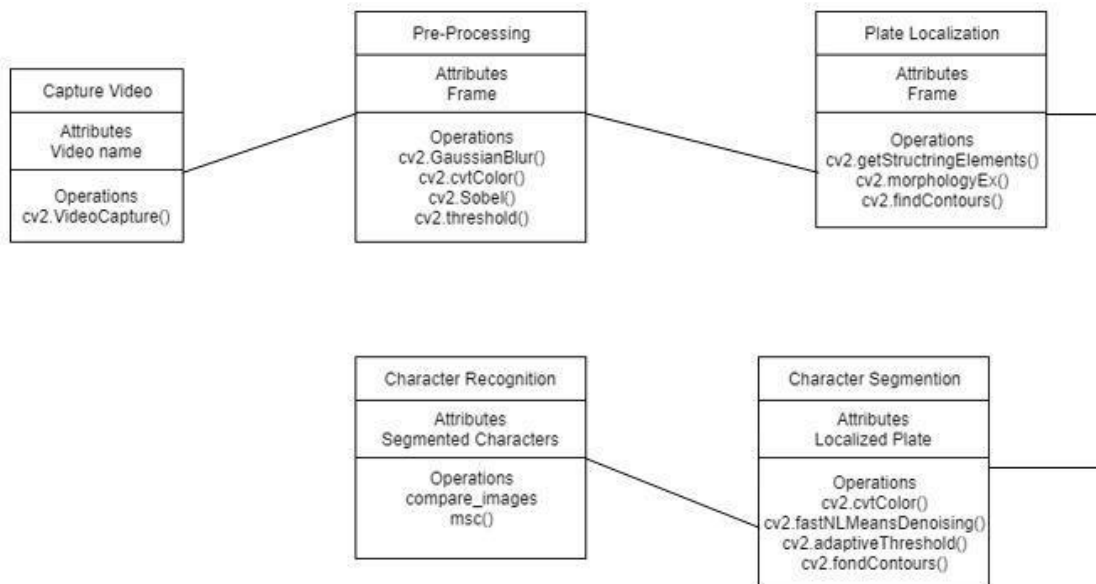 Capture Video
Attributes
Video name
Operations
cv2.VideoCapture()
Pre-Processing
Attributes
Frame
Operations
cv2.GaussianBlur()
cv2.cvtColor()
cv2.Sobel()
cv2.threshold()
Plate Localization
Attributes
Frame
Operations
cv2.getStructringElements()
cv2.morphologyEx()
cv2.findContours()
Character Recognition
Attributes
Segmented Characters
Operations
compare_images
msc()
Character Segmention
Attributes
Localized Plate
Operations
cv2.cvtColor()
cv2.fastNLMeansDenoising()
cv2.adaptiveThreshold()
cv2.fondContours()